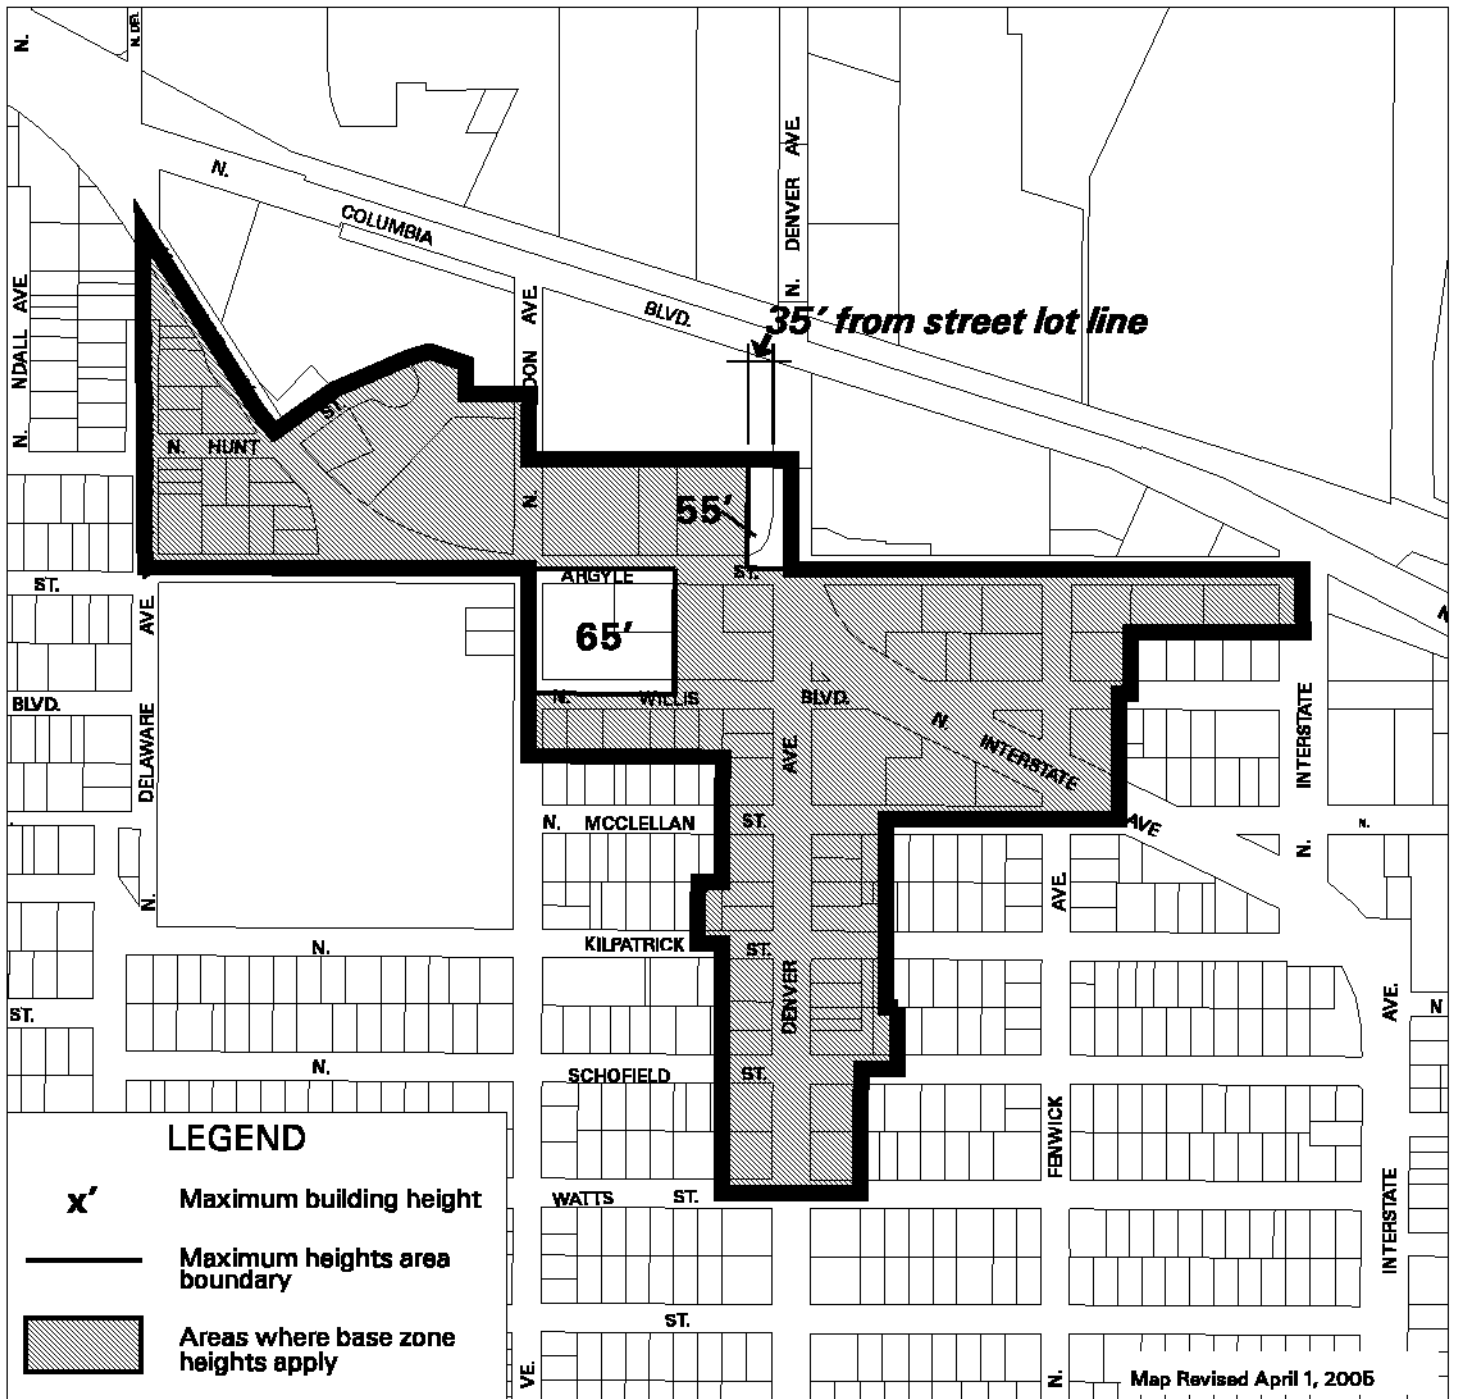 N.
N. DEL
N.
COLUMBIA
BLVD.
N. DENVER AVE.
35' from street lot line
N. NDALL AVE.
DON AVE.
N.
ST.
N. HUNT
55'
ST.
ARGYLE
ST.
65'
N. WILLIS BLVD.
BLVD.
N. DELAWARE AVE.
N. INTERSTATE AVE
N. INTERSTATE
N
N.
N. MCCLELLAN ST.
DENVER AVE.
KILPATRICK ST.
N.
ST.
N.
SCHOFIELD ST.
N. FENWICK AVE.
INTERSTATE AVE.
N
WATTS ST.
ST.
VE.
LEGEND
x' Maximum building height
Maximum heights area
boundary
Areas where base zone
heights apply
Map Revised April 1, 2005